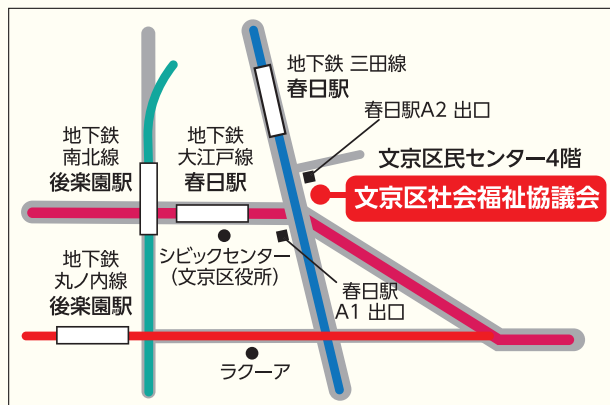 地下鉄 三田線
春日駅
春日駅A2 出口
地下鉄
南北線
後楽園駅
地下鉄
大江戸線
春日駅
文京区民センター4階
文京区社会福祉協議会
シビックセンター
(文京区役所)
地下鉄
丸ノ内線
後楽園駅
春日駅
A1 出口
ラクーア